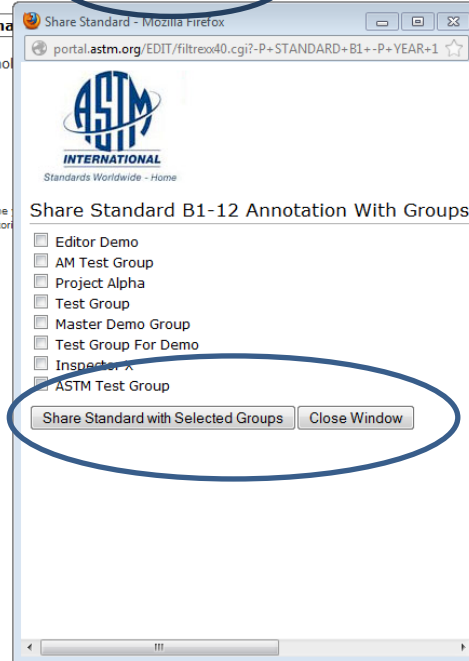 Share Standard - Mozilla Firefox
portal.astm.org/EDIT/filtrexx40.cgi?-P+STANDARD+B1+-P+YEAR+1
ASTM
INTERNATIONAL
Standards Worldwide - Home
Share Standard B1-12 Annotation With Groups
Editor Demo
AM Test Group
Project Alpha
Test Group
Master Demo Group
Test Group For Demo
Inspector X
ASTM Test Group
Share Standard with Selected Groups Close Window